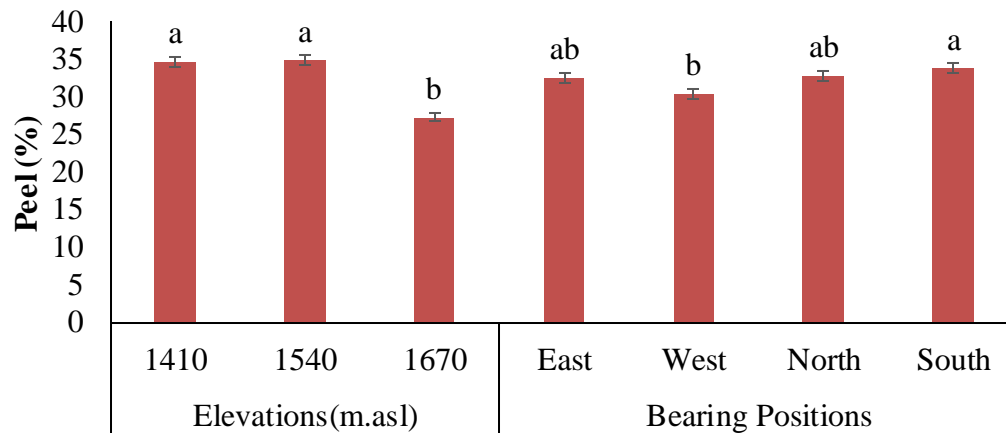 Peel (%)
40
35
30
25
20
15
10
5
0
a
a
b
ab
b
ab
a
1410
1540
1670
East
West
North
South
Elevations(m.asl)
Bearing Positions